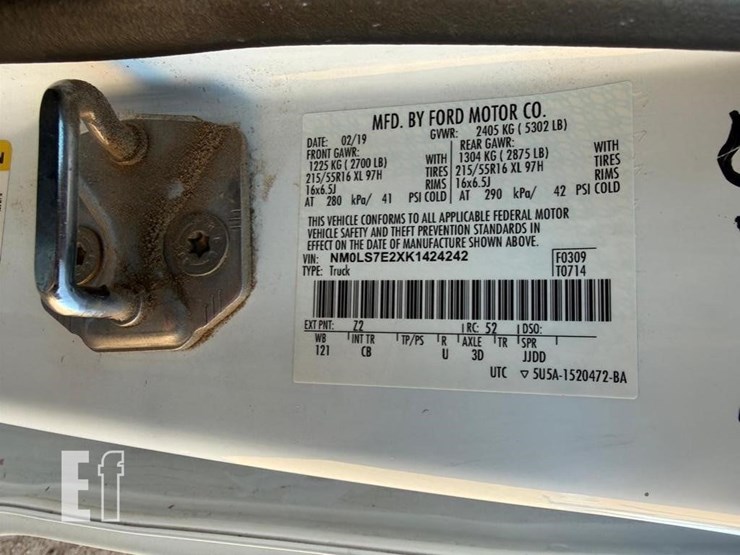 MFD. BY FORD MOTOR CO.
DATE: 02/19 GVWR: 2405 KG ( 5302 LB)
FRONT GAWR: REAR GAWR:
1225 KG ( 2700 LB) WITH 1304 KG ( 2875 LB) WITH
215/55R16 XL 97H TIRES 215/55R16 XL 97H TIRES
16x6.5J RIMS 16x6.5J RIMS
AT 280 kPa/ 41 PSI COLD AT 290 kPa/ 42 PSI COLD
THIS VEHICLE CONFORMS TO ALL APPLICABLE FEDERAL MOTOR
VEHICLE SAFETY AND THEFT PREVENTION STANDARDS IN
EFFECT ON THE DATE OF MANUFACTURE SHOWN ABOVE.
VIN: NM0LS7E2XK1424242 F0309
TYPE: Truck T0714
EXT PNT: Z2 RC: 52 DSO:
WB INT TR TP/PS R AXLE TR SPR
121 CB U 3D JJDD
UTC ▽ 5U5A-1520472-BA
Ef